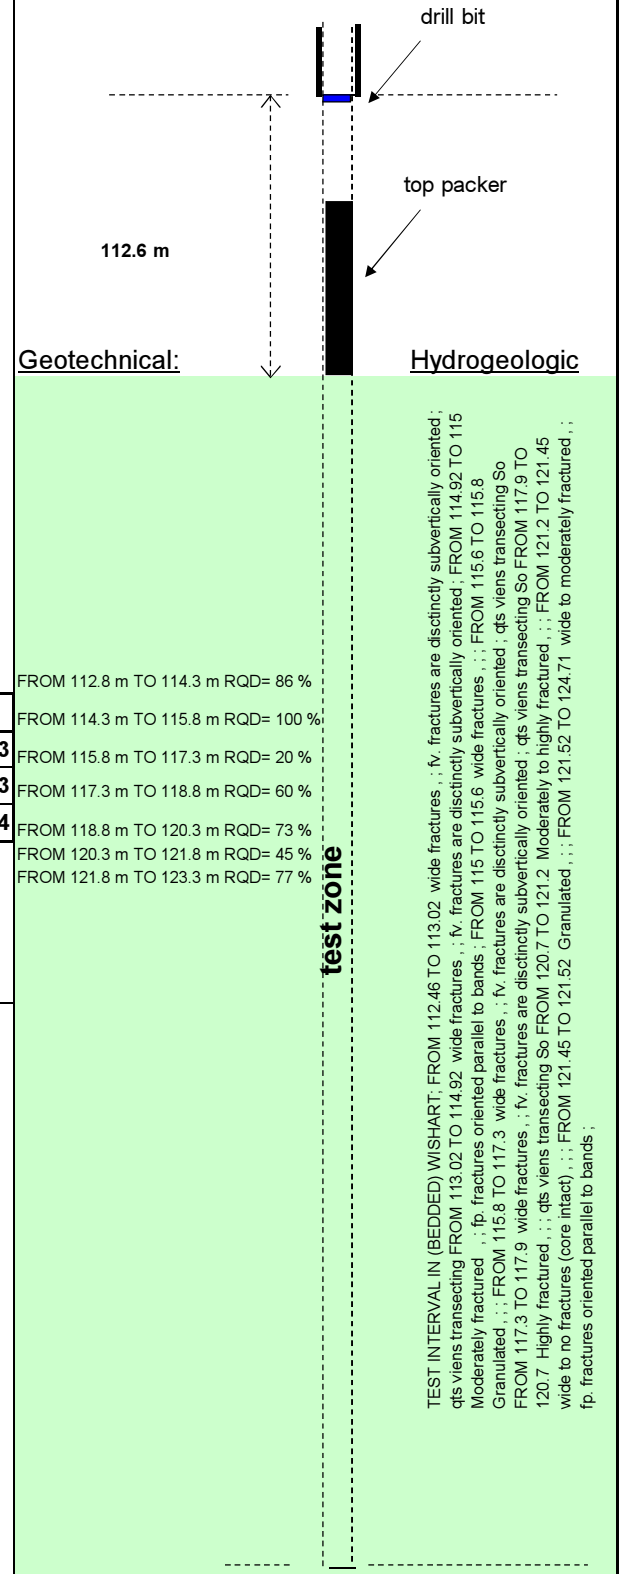 drill bit
top packer
112.6 m
Geotechnical:
Hydrogeologic
FROM 112.8 m TO 114.3 m RQD= 86 %
FROM 114.3 m TO 115.8 m RQD= 100 %
3
FROM 115.8 m TO 117.3 m RQD= 20 %
3
FROM 117.3 m TO 118.8 m RQD= 60 %
4
FROM 118.8 m TO 120.3 m RQD= 73 %
FROM 120.3 m TO 121.8 m RQD= 45 %
FROM 121.8 m TO 123.3 m RQD= 77 %
test zone
TEST INTERVAL IN (BEDDED) WISHART; FROM 112.46 TO 113.02 wide fractures , ; fv. fractures are disctinctly subvertically oriented ;
qts viens transecting FROM 113.02 TO 114.92 wide fractures , ; fv. fractures are disctinctly subvertically oriented ; FROM 114.92 TO 115
Moderately fractured , ; fp. fractures oriented parallel to bands ; FROM 115 TO 115.6 wide fractures , ; ; FROM 115.6 TO 115.8
Granulated , ; ; FROM 115.8 TO 117.3 wide fractures , ; fv. fractures are disctinctly subvertically oriented ; qts viens transecting So
FROM 117.3 TO 117.9 wide fractures , ; fv. fractures are disctinctly subvertically oriented ; qts viens transecting So FROM 117.9 TO
120.7 Highly fractured , ; ; qts viens transecting So FROM 120.7 TO 121.2 Moderately to highly fractured , ; ; FROM 121.2 TO 121.45
wide to no fractures (core intact) , ; ; FROM 121.45 TO 121.52 Granulated , ; ; FROM 121.52 TO 124.71 wide to moderately fractured , ;
fp. fractures oriented parallel to bands ;